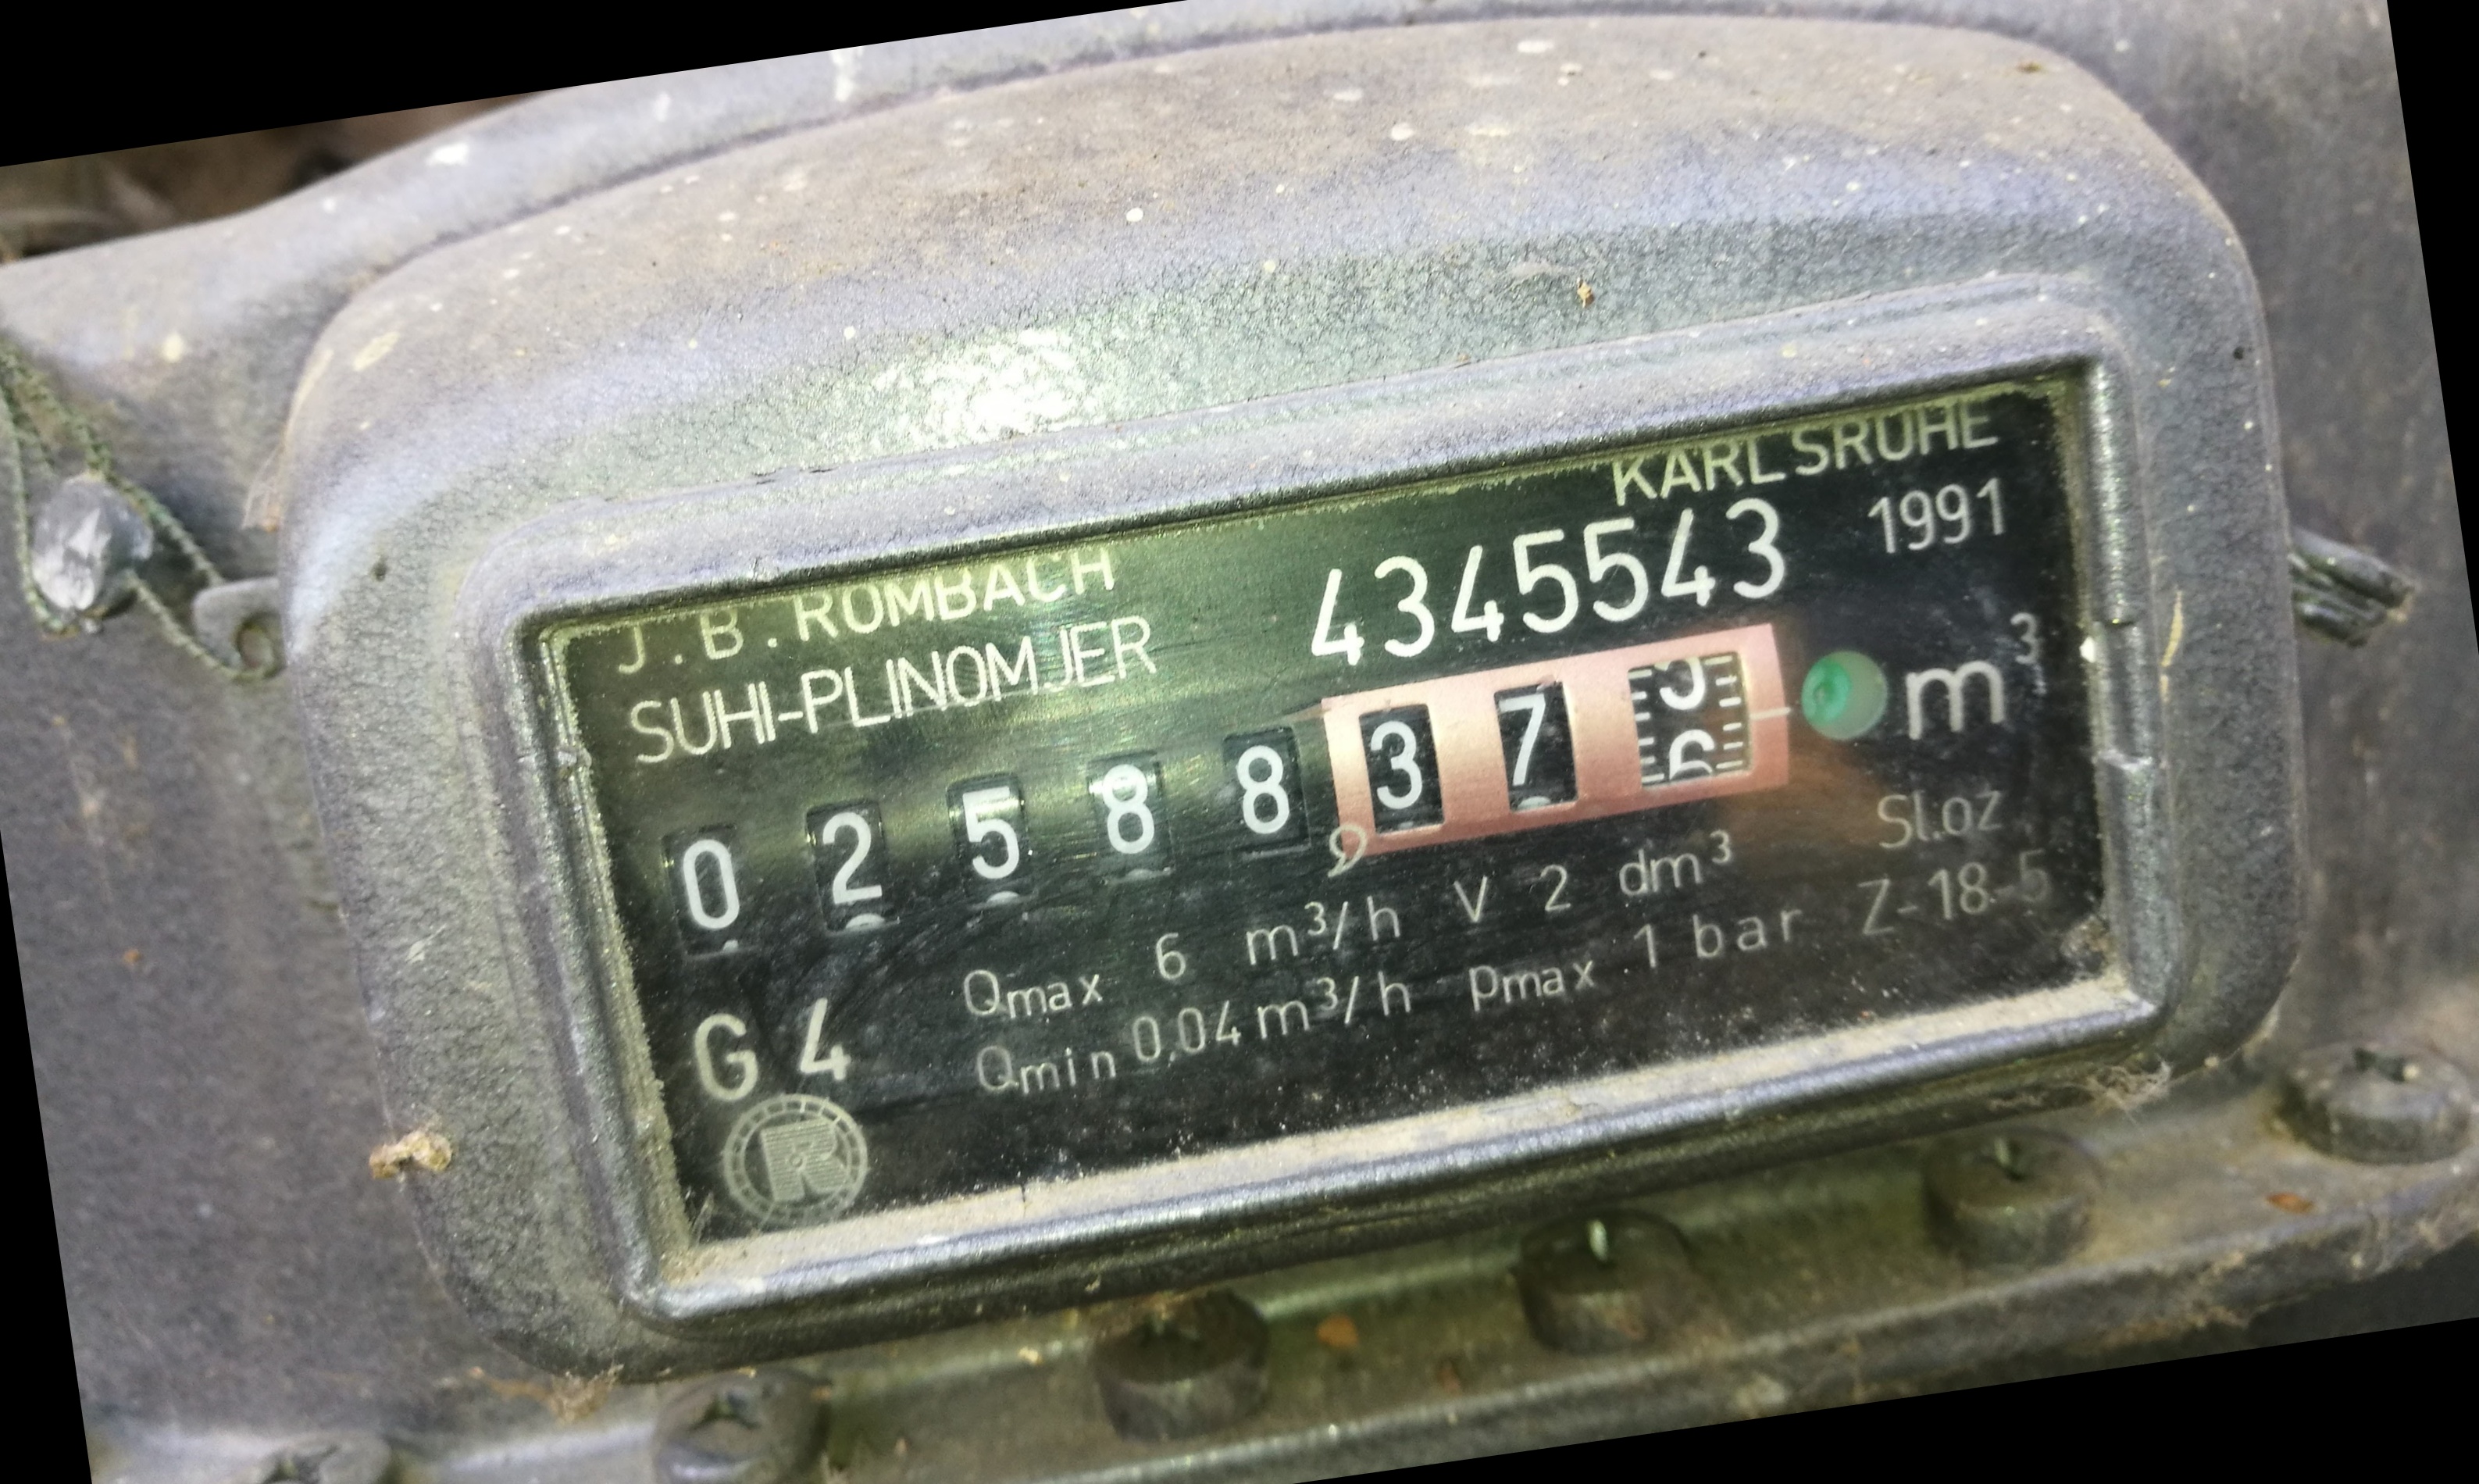 KARLSRUHE
J.B.ROMBACH 4345543 1991
SUHI-PLINOMJER
02588,375 m³
G4 Qmax 6 m³/h V 2 dm³ Sl.oz
Qmin 0.04 m³/h pmax 1 bar Z-18-5
R